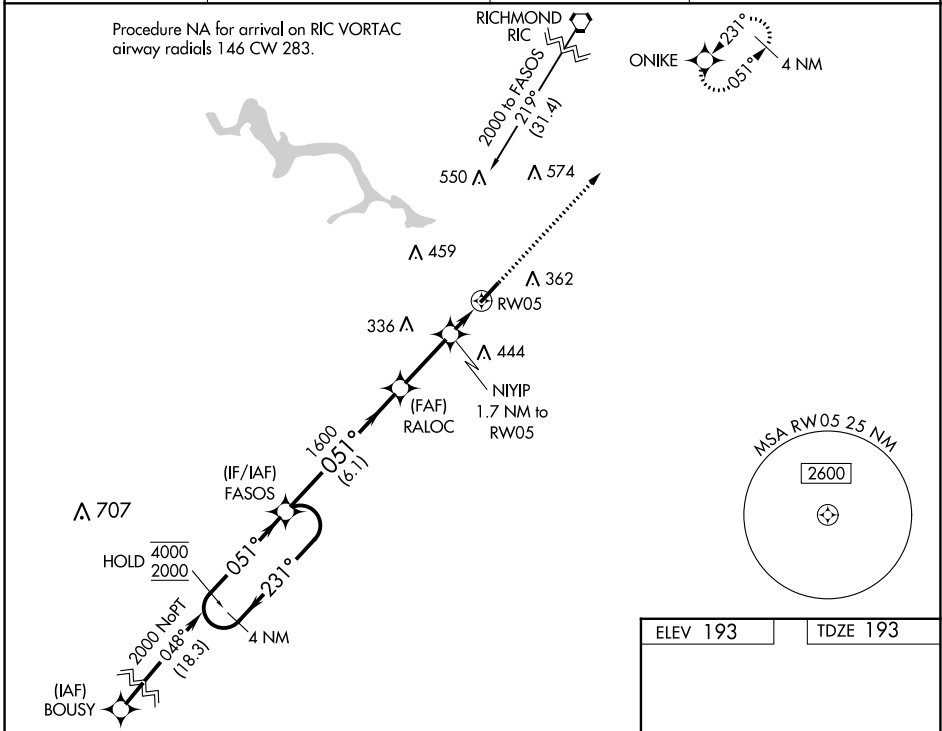 Procedure NA for arrival on RIC VORTAC
airway radials 146 CW 283.
RICHMOND
RIC
2000 to FASOS
219°
(31.4)
ONIKE
231°
051°
4 NM
550
574
459
362
RW05
336
444
NIYIP
1.7 NM to
RW05
(FAF)
RALOC
1600
051°
(6.1)
(IF/IAF)
FASOS
707
HOLD
4000
2000
051°
231°
4 NM
2000 NoPT
048°
(18.3)
(IAF)
BOUSY
MSA RW05 25 NM
2600
ELEV 193
TDZE 193